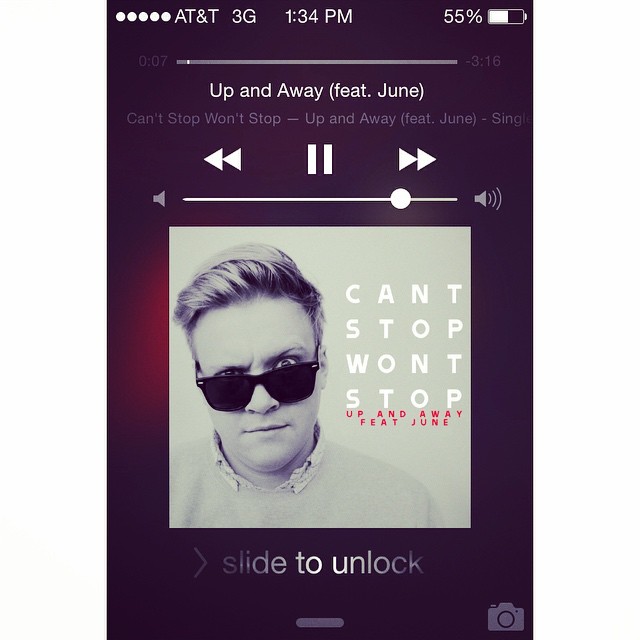 AT&T 3G 1:34 PM 55%
0:07 -3:16
Up and Away (feat. June)
Can't Stop Won't Stop — Up and Away (feat. June) - Single
CANT
STOP
WONT
STOP
UP AND AWAY
FEAT JUNE
slide to unlock